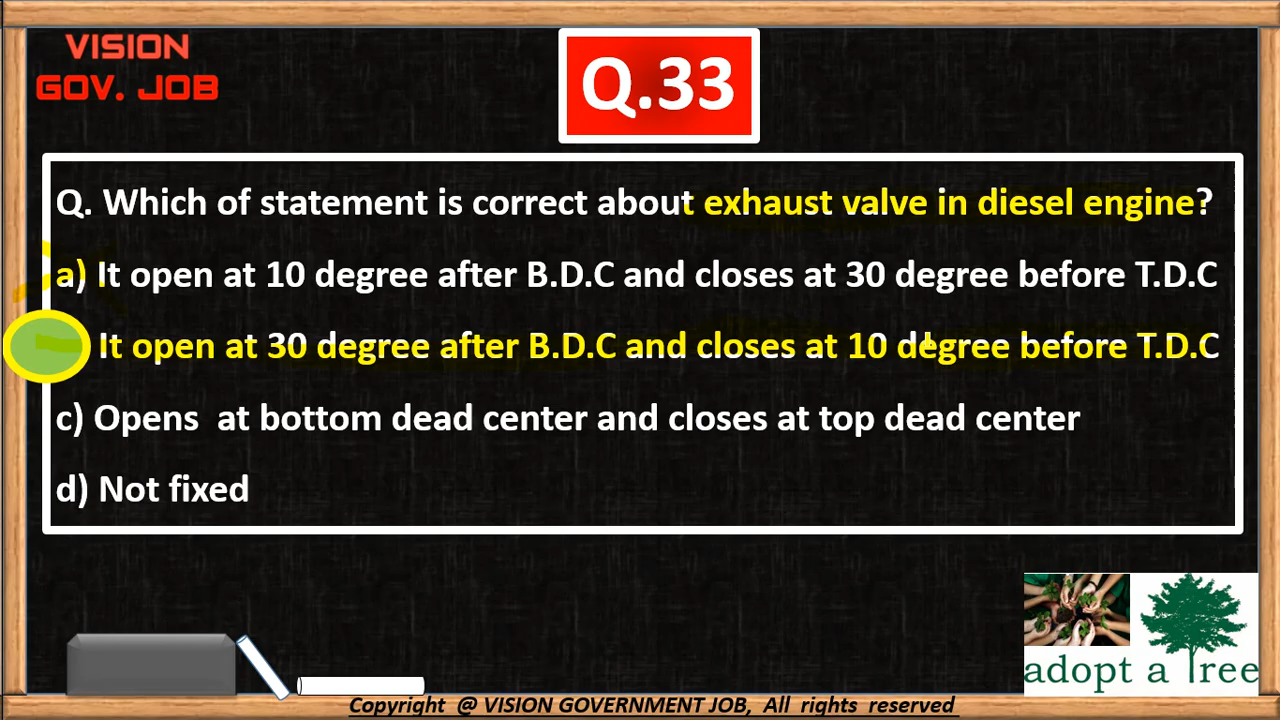 VISION
GOV. JOB
Q.33
Q. Which of statement is correct about exhaust valve in diesel engine?
a) It open at 10 degree after B.D.C and closes at 30 degree before T.D.C
It open at 30 degree after B.D.C and closes at 10 degree before T.D.C
c) Opens at bottom dead center and closes at top dead center
d) Not fixed
adopt a Tree
Copyright @ VISION GOVERNMENT JOB, All rights reserved